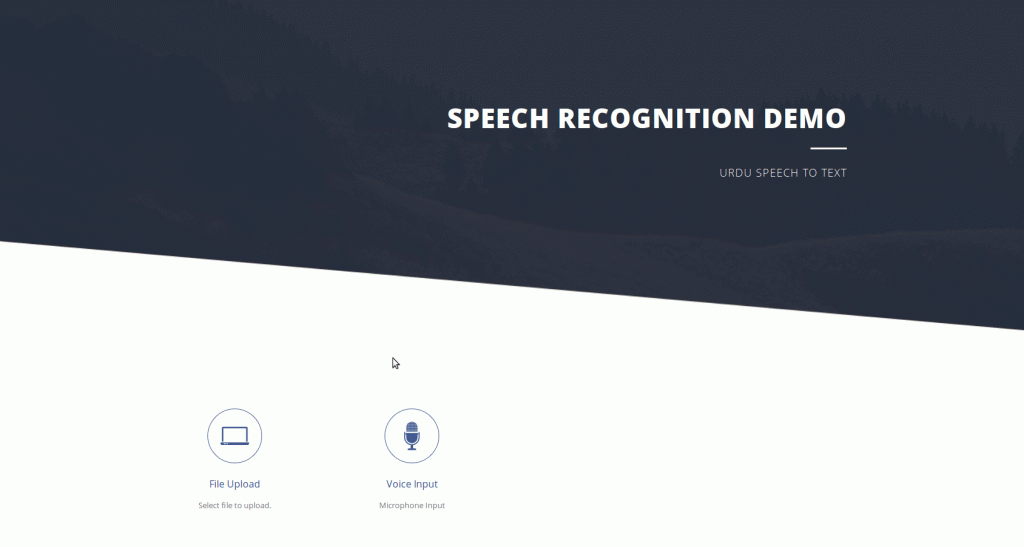 SPEECH RECOGNITION DEMO
URDU SPEECH TO TEXT
File Upload
Select file to upload.
Voice Input
Microphone Input